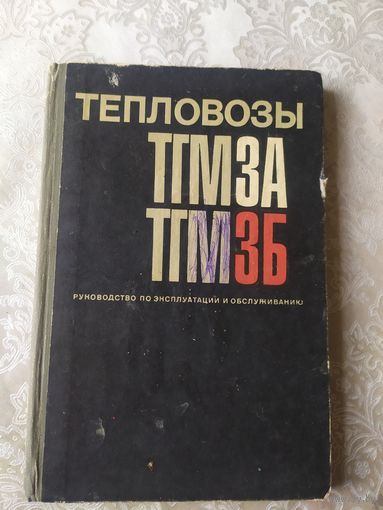 ТЕПЛОВОЗЫ
ТГМ3А
ТГМ3Б
РУКОВОДСТВО ПО ЭКСПЛУАТАЦИИ И ОБСЛУЖИВАНИЮ